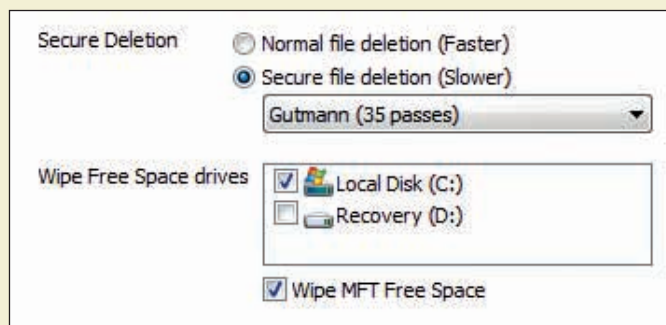 Secure Deletion
Normal file deletion (Faster)
Secure file deletion (Slower)
Gutmann (35 passes)
Wipe Free Space drives
Local Disk (C:)
Recovery (D:)
Wipe MFT Free Space